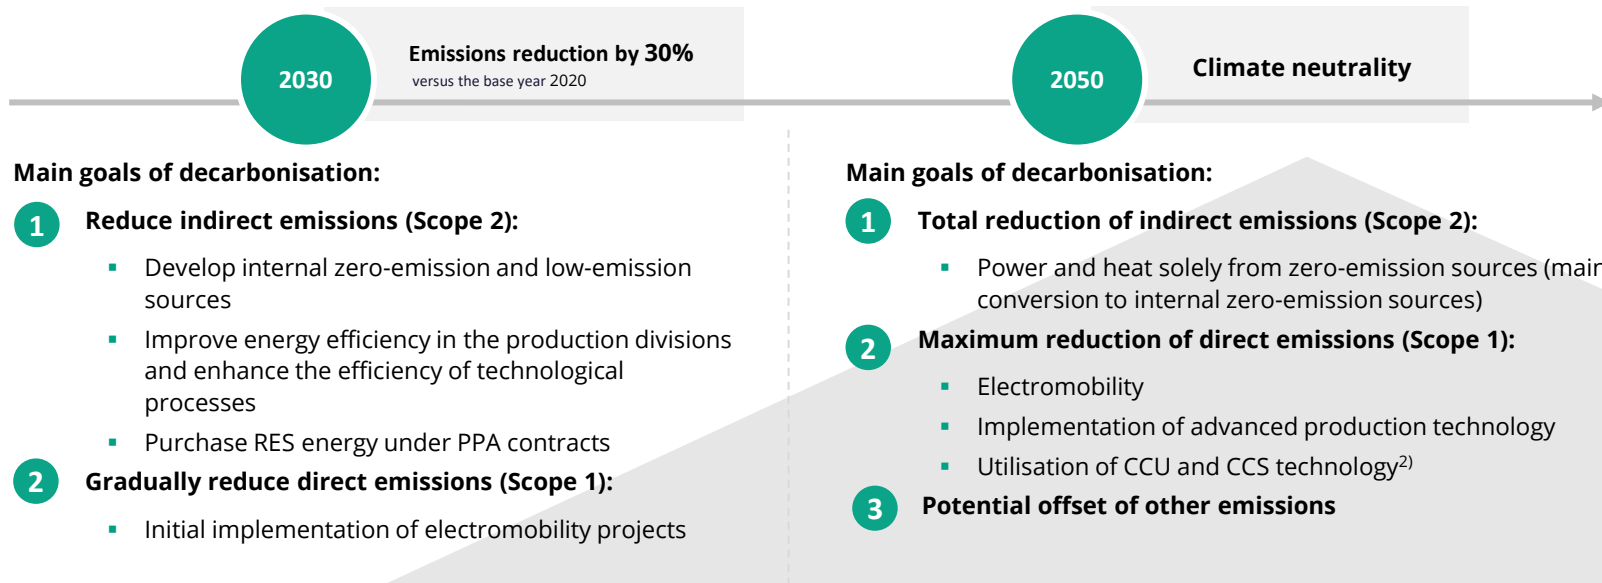 2030
Emissions reduction by 30%
versus the base year 2020
2050
Climate neutrality
Main goals of decarbonisation:
1 Reduce indirect emissions (Scope 2):
▪ Develop internal zero-emission and low-emission
sources
▪ Improve energy efficiency in the production divisions
and enhance the efficiency of technological
processes
▪ Purchase RES energy under PPA contracts
2 Gradually reduce direct emissions (Scope 1):
▪ Initial implementation of electromobility projects
Main goals of decarbonisation:
1 Total reduction of indirect emissions (Scope 2):
▪ Power and heat solely from zero-emission sources (main
conversion to internal zero-emission sources)
2 Maximum reduction of direct emissions (Scope 1):
▪ Electromobility
▪ Implementation of advanced production technology
▪ Utilisation of CCU and CCS technology2)
3 Potential offset of other emissions